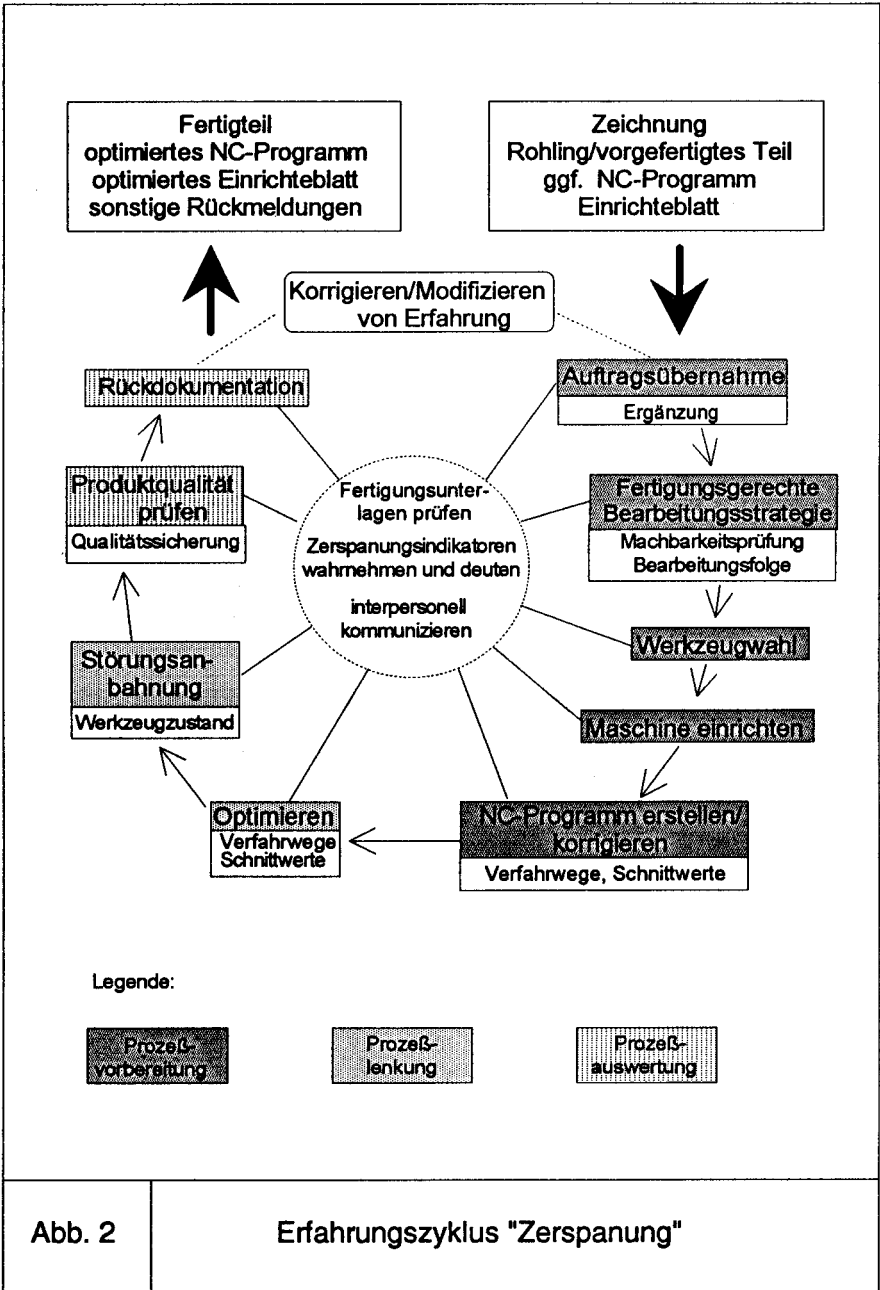 Fertigteil
optimiertes NC-Programm
optimiertes Einrichteblatt
sonstige Rückmeldungen
Zeichnung
Rohling/vorgefertigtes Teil
ggf. NC-Programm
Einrichteblatt
Korrigieren/Modifizieren
von Erfahrung
Auftragsübernahme
Ergänzung
Fertigungsgerechte
Bearbeitungsstrategie
Machbarkeitsprüfung
Bearbeitungsfolge
Werkzeugwahl
Maschine einrichten
NC-Programm erstellen/
korrigieren
Verfahrwege, Schnittwerte
Optimieren
Verfahrwege
Schnittwerte
Störungsan-
bahnung
Werkzeugzustand
Produktqualität
prüfen
Qualitätssicherung
Rückdokumentation
Fertigungsunter-
lagen prüfen
Zerspanungsindikatoren
wahrnehmen und deuten
interpersonell
kommunizieren
Legende:
Prozeß-
vorbereitung
Prozeß-
lenkung
Prozeß-
auswertung
Abb. 2
Erfahrungszyklus "Zerspanung"